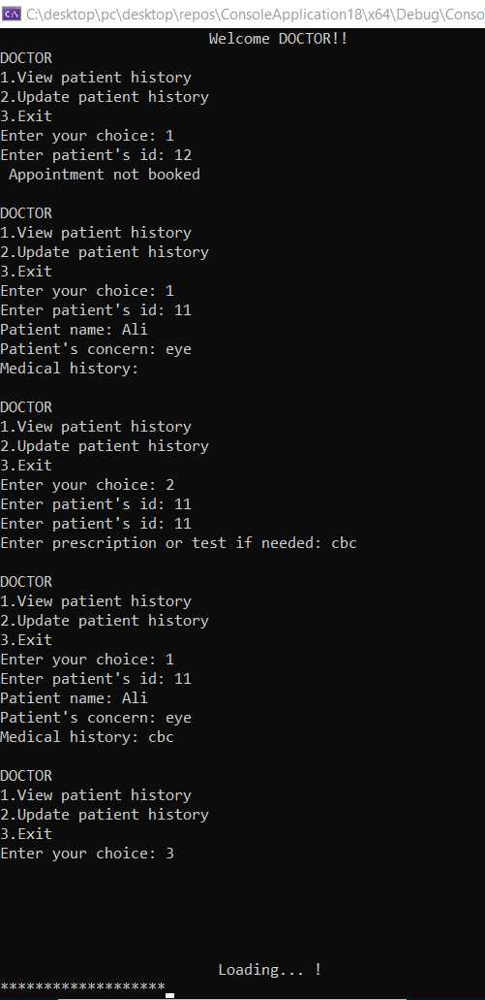 C:\desktop\pc\desktop\repos\ConsoleApplication18\x64\Debug\Conso
Welcome DOCTOR!!
DOCTOR
1.View patient history
2.Update patient history
3.Exit
Enter your choice: 1
Enter patient's id: 12
Appointment not booked
DOCTOR
1.View patient history
2.Update patient history
3.Exit
Enter your choice: 1
Enter patient's id: 11
Patient name: Ali
Patient's concern: eye
Medical history:
DOCTOR
1.View patient history
2.Update patient history
3.Exit
Enter your choice: 2
Enter patient's id: 11
Enter patient's id: 11
Enter prescription or test if needed: cbc
DOCTOR
1.View patient history
2.Update patient history
3.Exit
Enter your choice: 1
Enter patient's id: 11
Patient name: Ali
Patient's concern: eye
Medical history: cbc
DOCTOR
1.View patient history
2.Update patient history
3.Exit
Enter your choice: 3
Loading... !
*******************